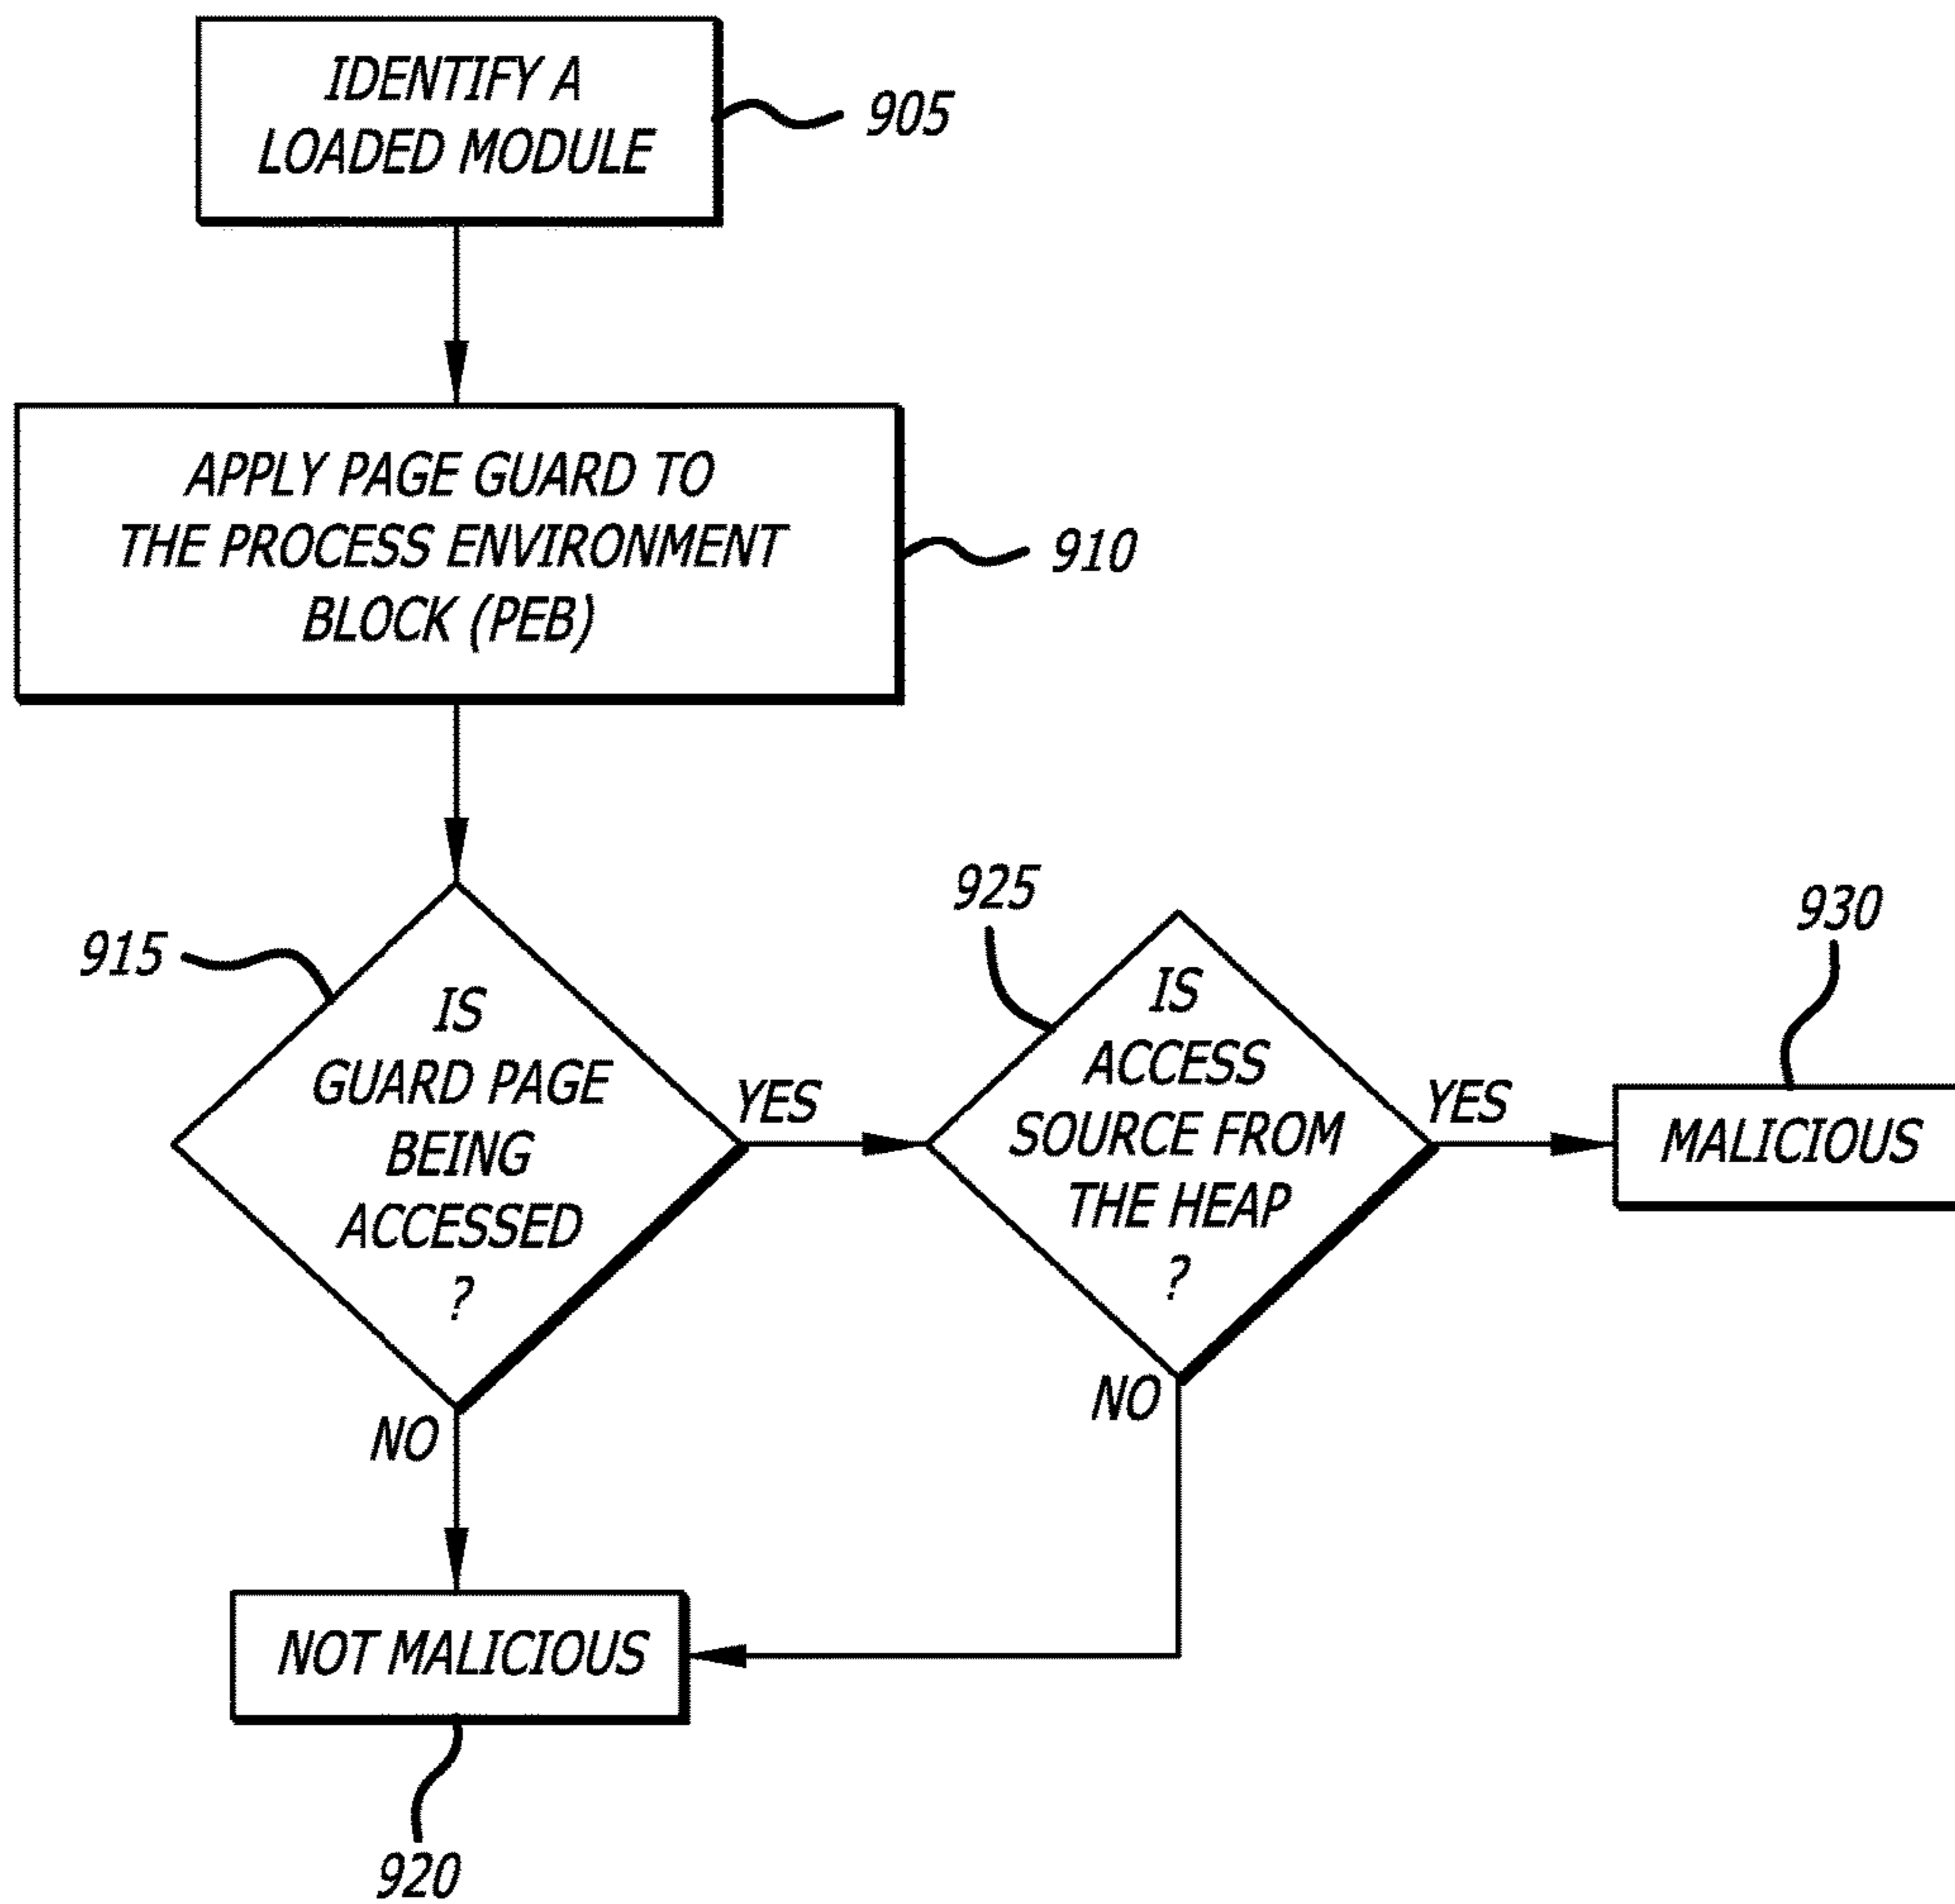 IDENTIFY A
LOADED MODULE
905
APPLY PAGE GUARD TO
THE PROCESS ENVIRONMENT
BLOCK (PEB)
910
915
IS
GUARD PAGE
BEING
ACCESSED
?
YES
NO
925
IS
ACCESS
SOURCE FROM
THE HEAP
?
YES
NO
930
MALICIOUS
NOT MALICIOUS
920